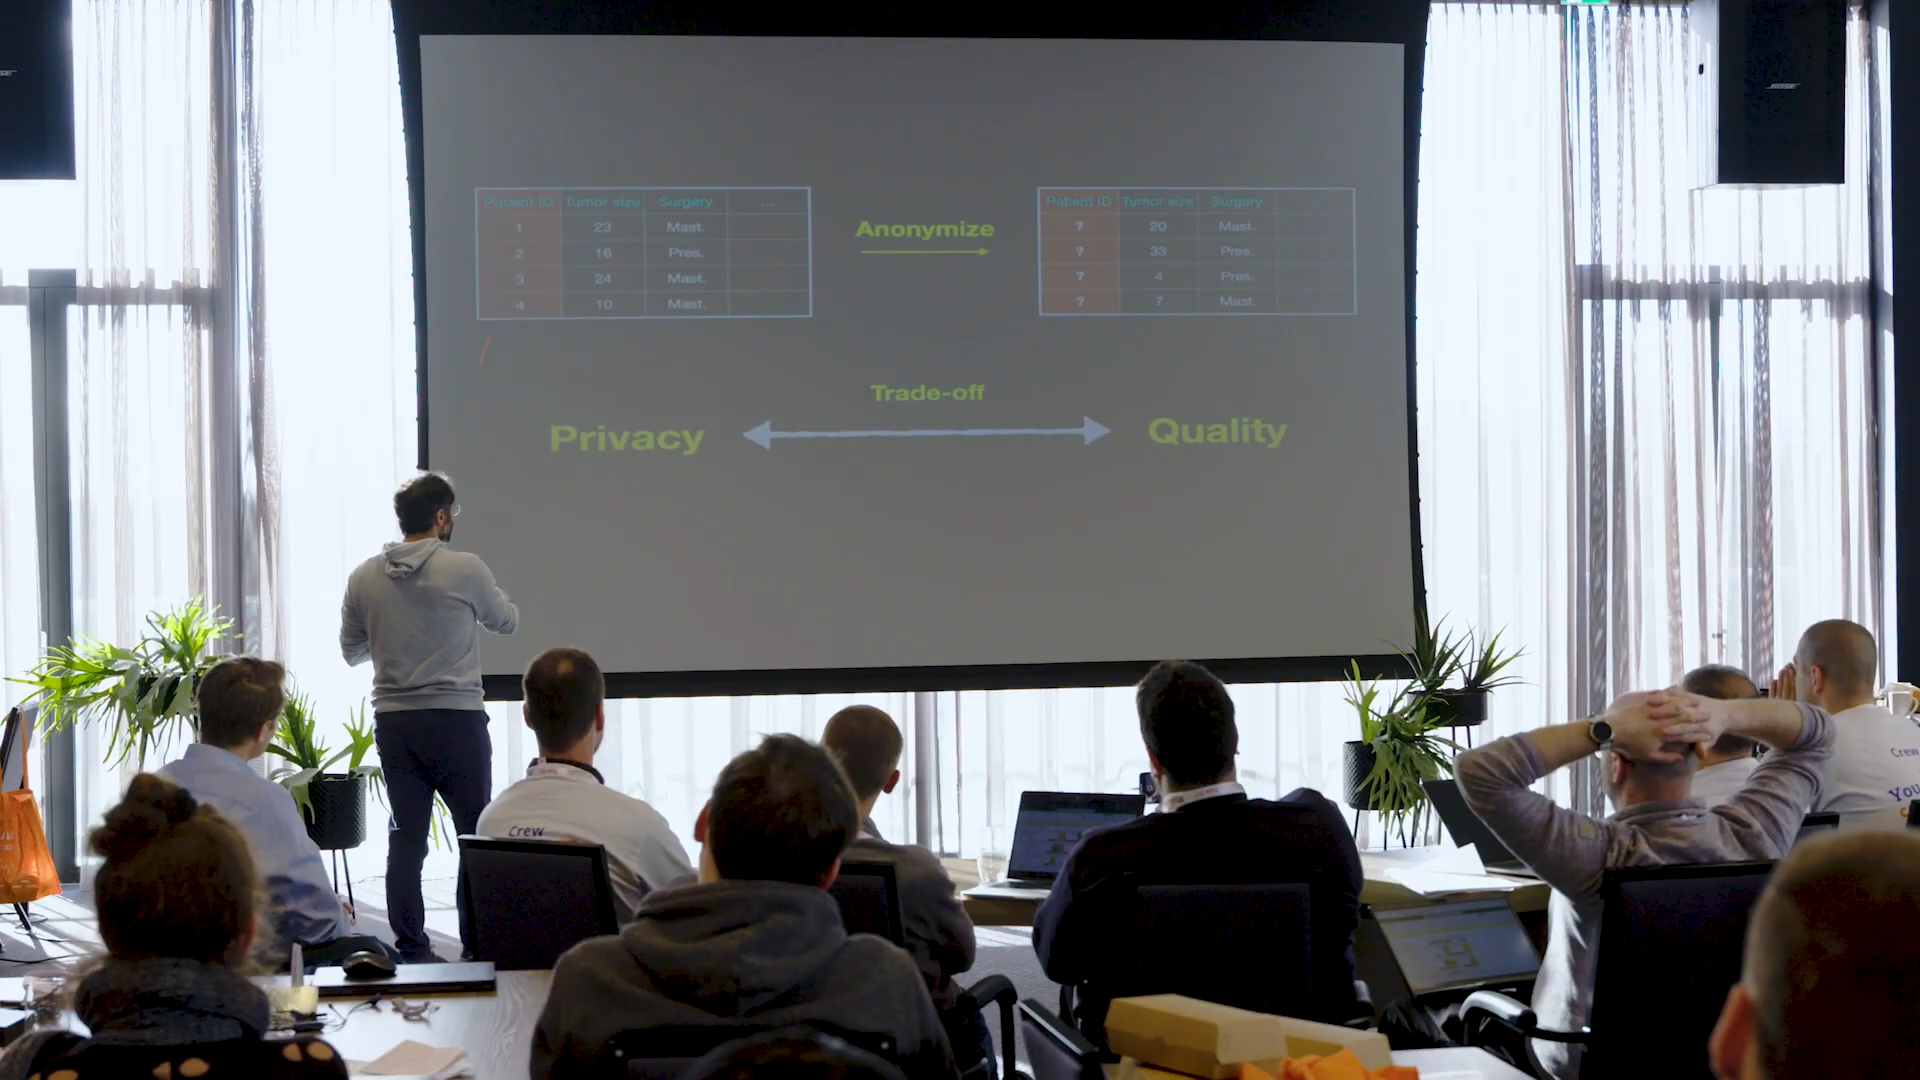 Patient ID Tumor size Surgery ...
1 23 Mast.
2 16 Pres.
3 24 Mast.
4 10 Mast.
Anonymize
Patient ID Tumor size Surgery
? 20 Mast.
? 33 Pres.
? 4 Pres.
? 7 Mast.
Trade-off
Privacy
Quality
Crew
Crew
You